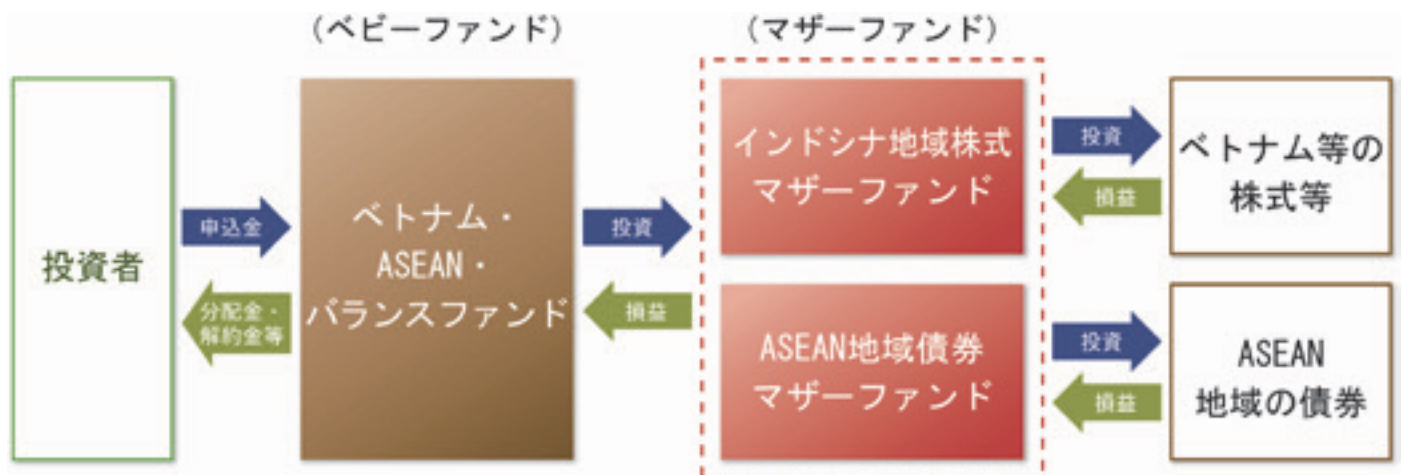 (ベビーファンド)
(マザーファンド)
投資者
申込金
分配金・
解約金等
ベトナム・
ASEAN・
バランスファンド
投資
損益
インドシナ地域株式
マザーファンド
ASEAN地域債券
マザーファンド
投資
損益
投資
損益
ベトナム等の
株式等
ASEAN
地域の債券